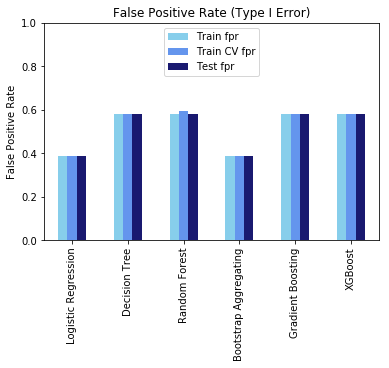 False Positive Rate (Type I Error)
Train fpr
Train CV fpr
Test fpr
False Positive Rate
1.0
0.8
0.6
0.4
0.2
0.0
Logistic Regression
Decision Tree
Random Forest
Bootstrap Aggregating
Gradient Boosting
XGBoost